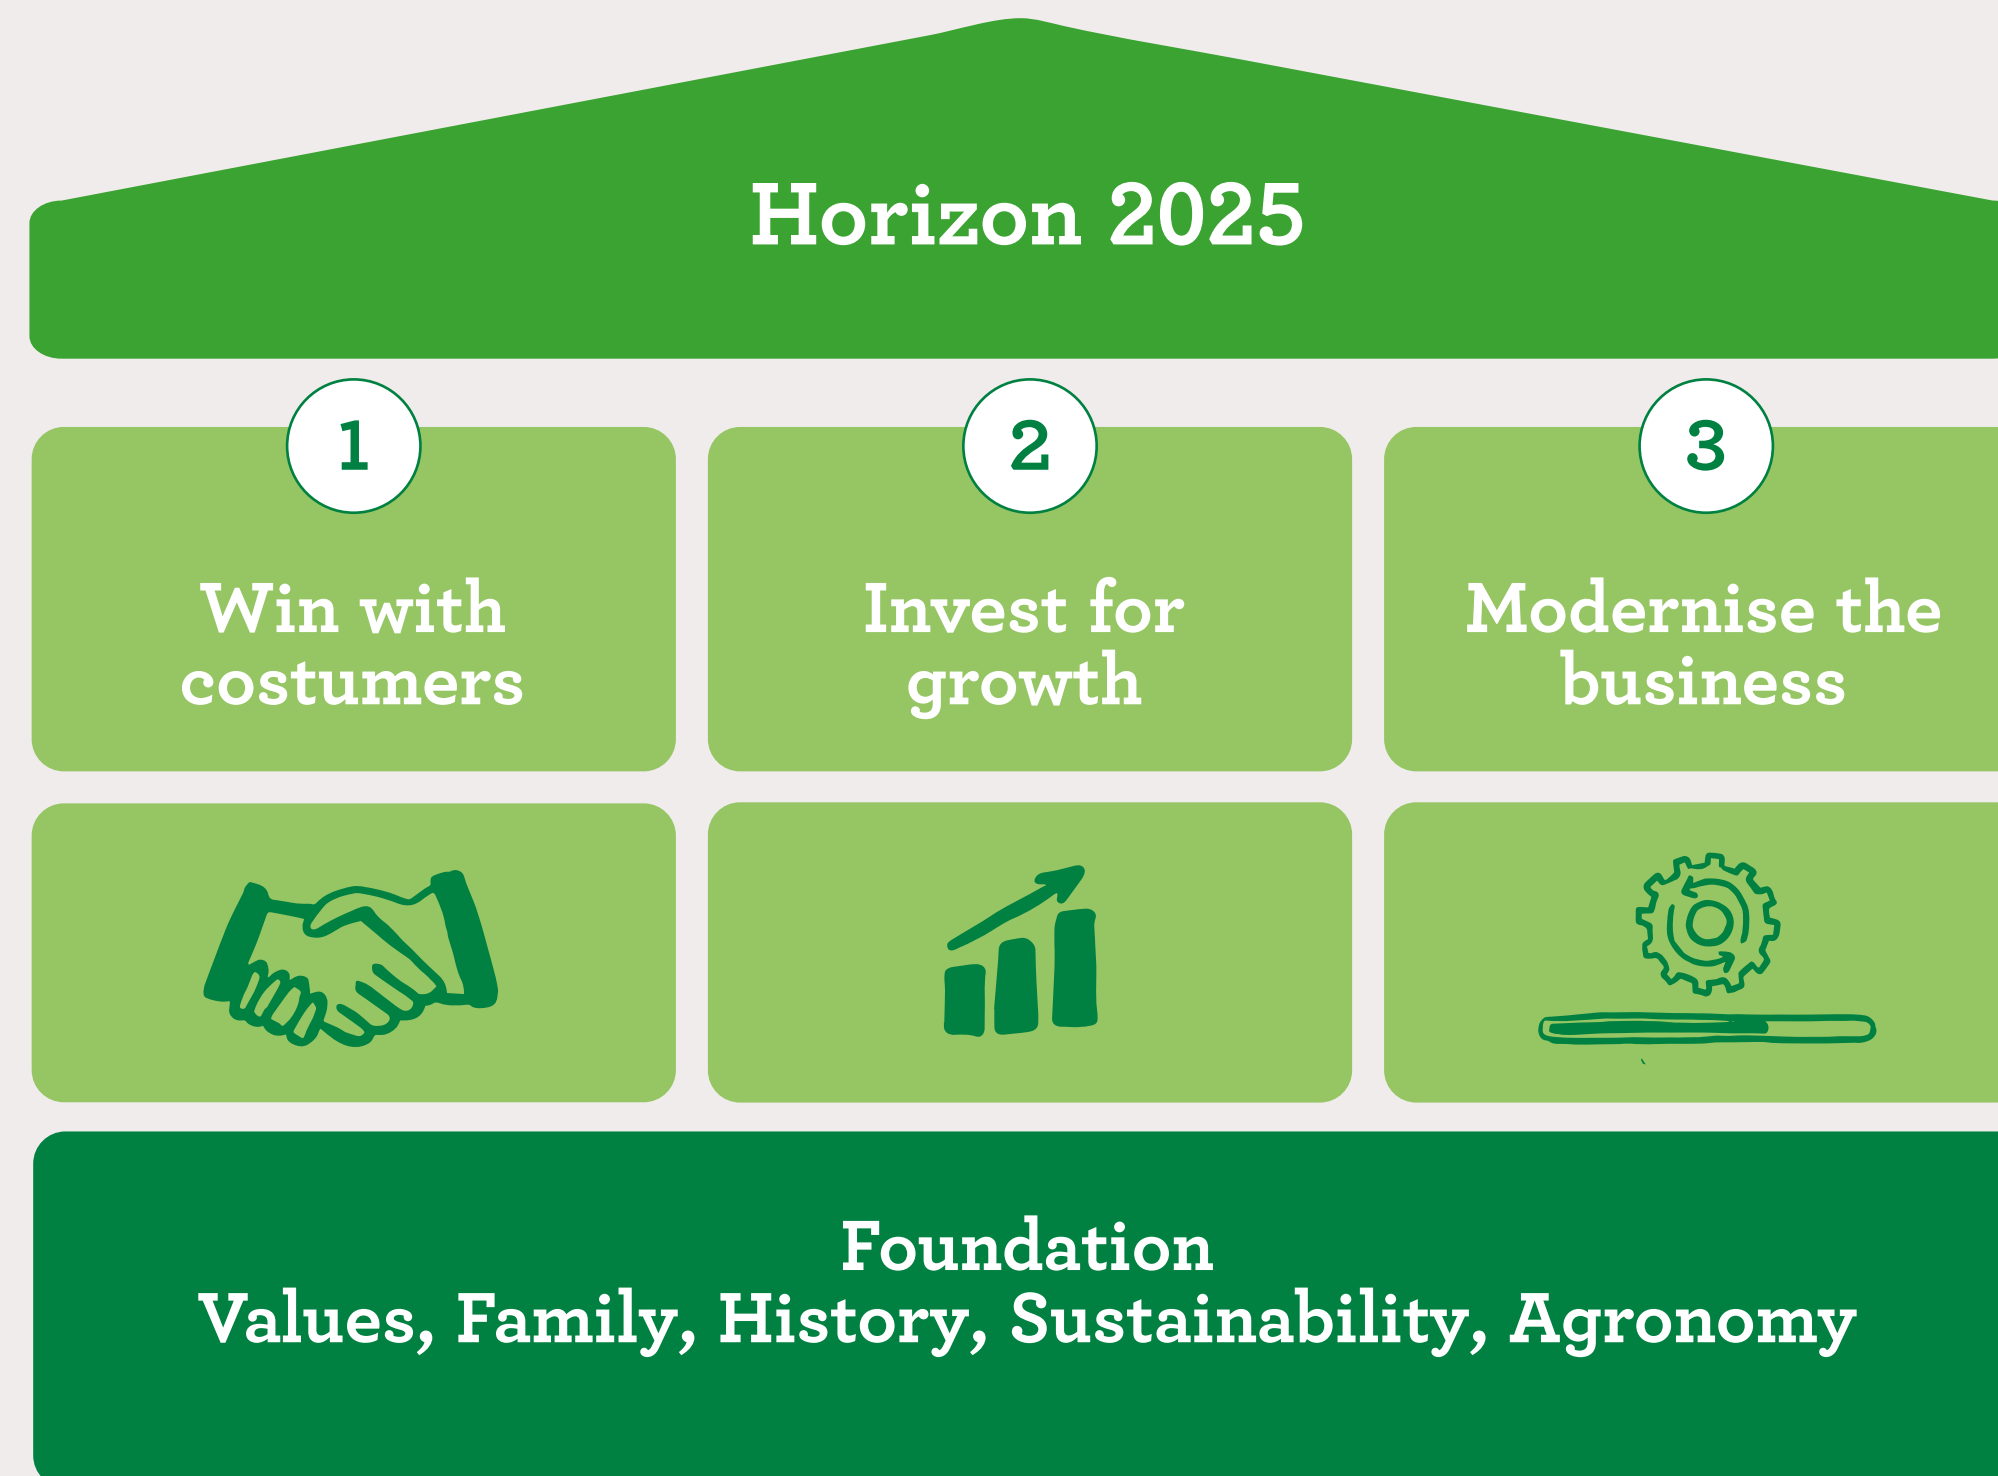 Horizon 2025
1
Win with
costumers
2
Invest for
growth
3
Modernise the
business
Foundation
Values, Family, History, Sustainability, Agronomy